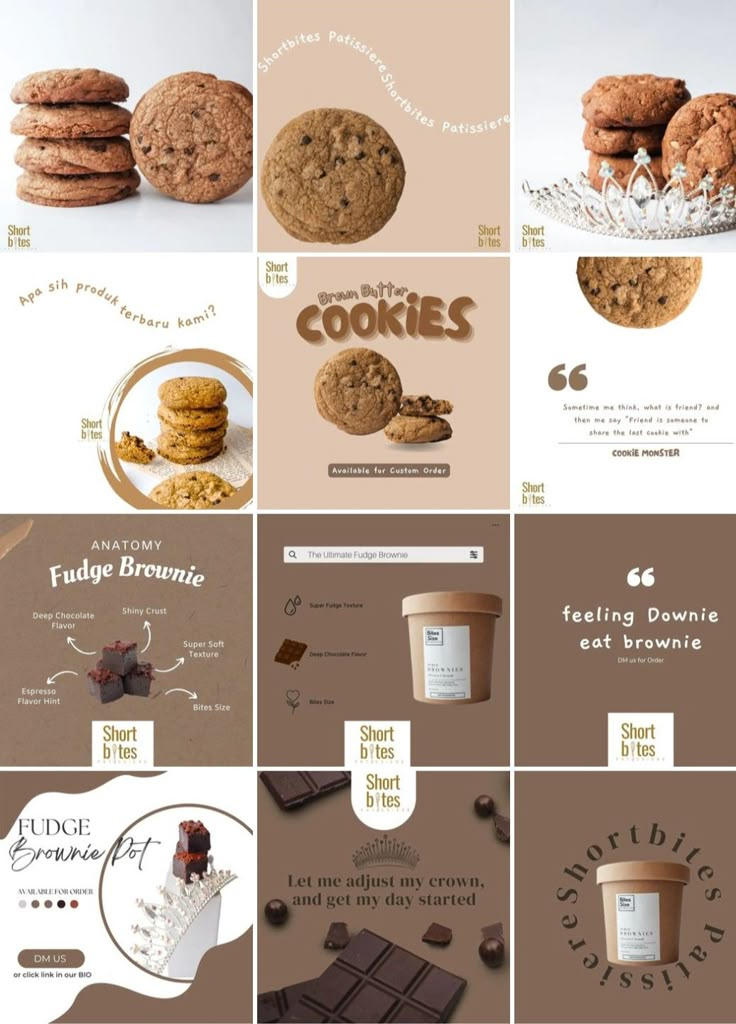 Short
bites
Shortbites Patissiere Shortbites Patissiere
Short
bites
Short
bites
Apa sih produk terbaru kami?
Short
bites
Short
bites
Brown Butter
COOKIES
Available for Custom Order
Sometime me think, what is friend? and
then me say "Friend is someone to
share the last cookie with"
COOKIE MONSTER
Short
bites
ANATOMY
Fudge Brownie
Deep Chocolate
Flavor
Shiny Crust
Super Soft
Texture
Espresso
Flavor Hint
Bites Size
Short
bites
PATISSIERE
The Ultimate Fudge Brownie
Super Fudge Texture
Deep Chocolate Flavor
Bites Size
Bites
Size
BROWNIES
Short
bites
PATISSIERE
feeling Downie
eat brownie
DM us for Order
Short
bites
PATISSIERE
FUDGE
Brownie Pot
AVAILABLE FOR ORDER
DM US
or click link in our BIO
Short
bites
PATISSIERE
Let me adjust my crown,
and get my day started
Shortbites Patissiere
Bites
Size
BROWNIES